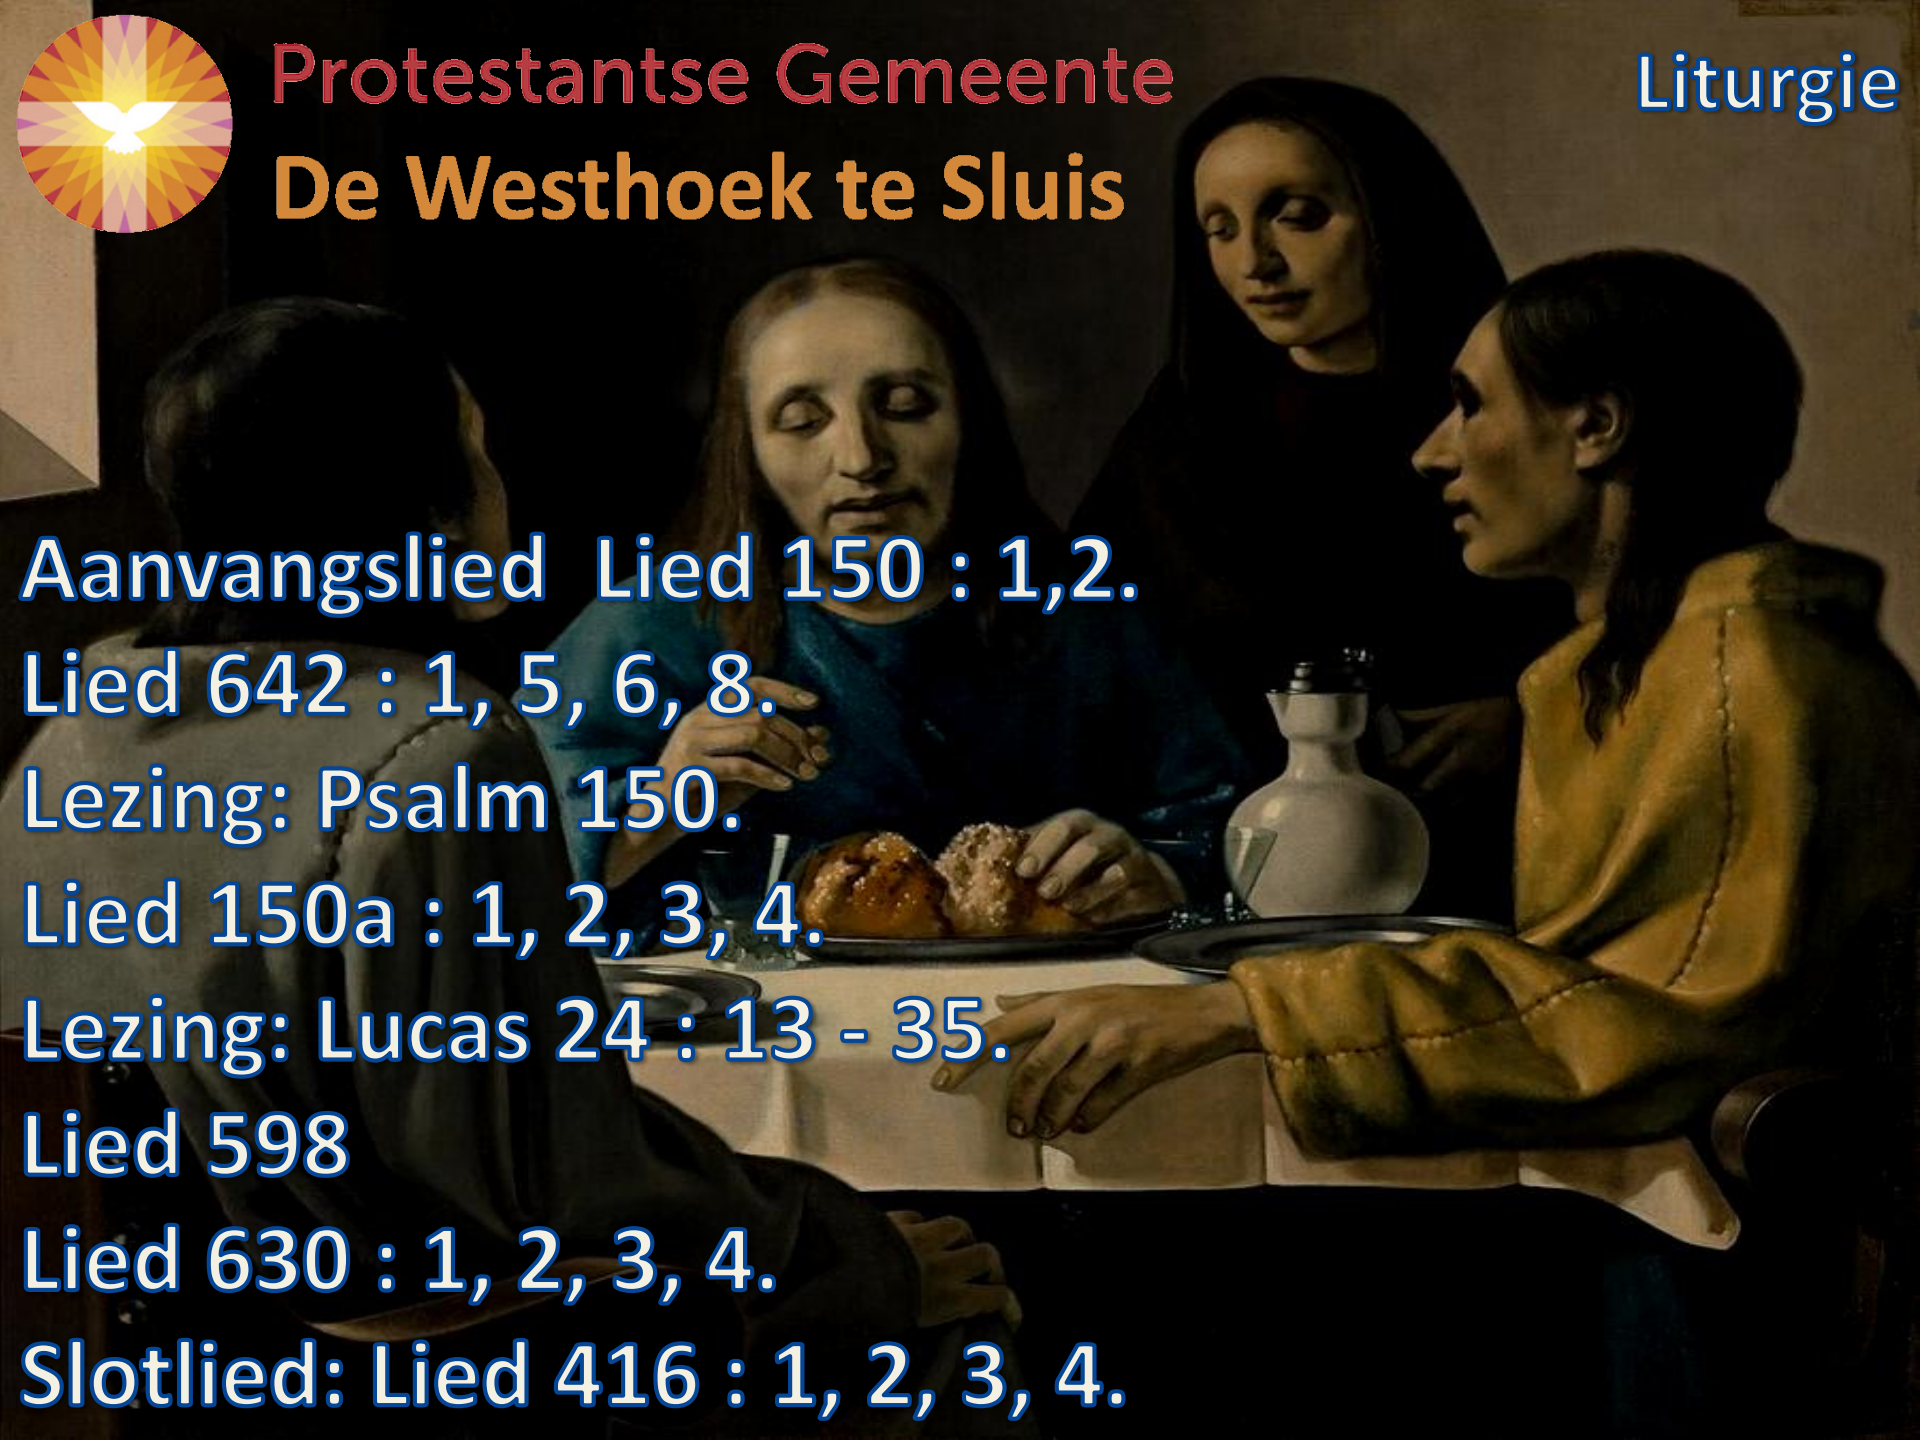 Protestantse Gemeente
De Westhoek te Sluis
Liturgie
Aanvangslied  Lied 150 : 1,2.
Lied 642 : 1, 5, 6, 8.
Lezing: Psalm 150.
Lied 150a : 1, 2, 3, 4.
Lezing: Lucas 24 : 13 - 35.
Lied 598
Lied 630 : 1, 2, 3, 4.
Slotlied: Lied 416 : 1, 2, 3, 4.